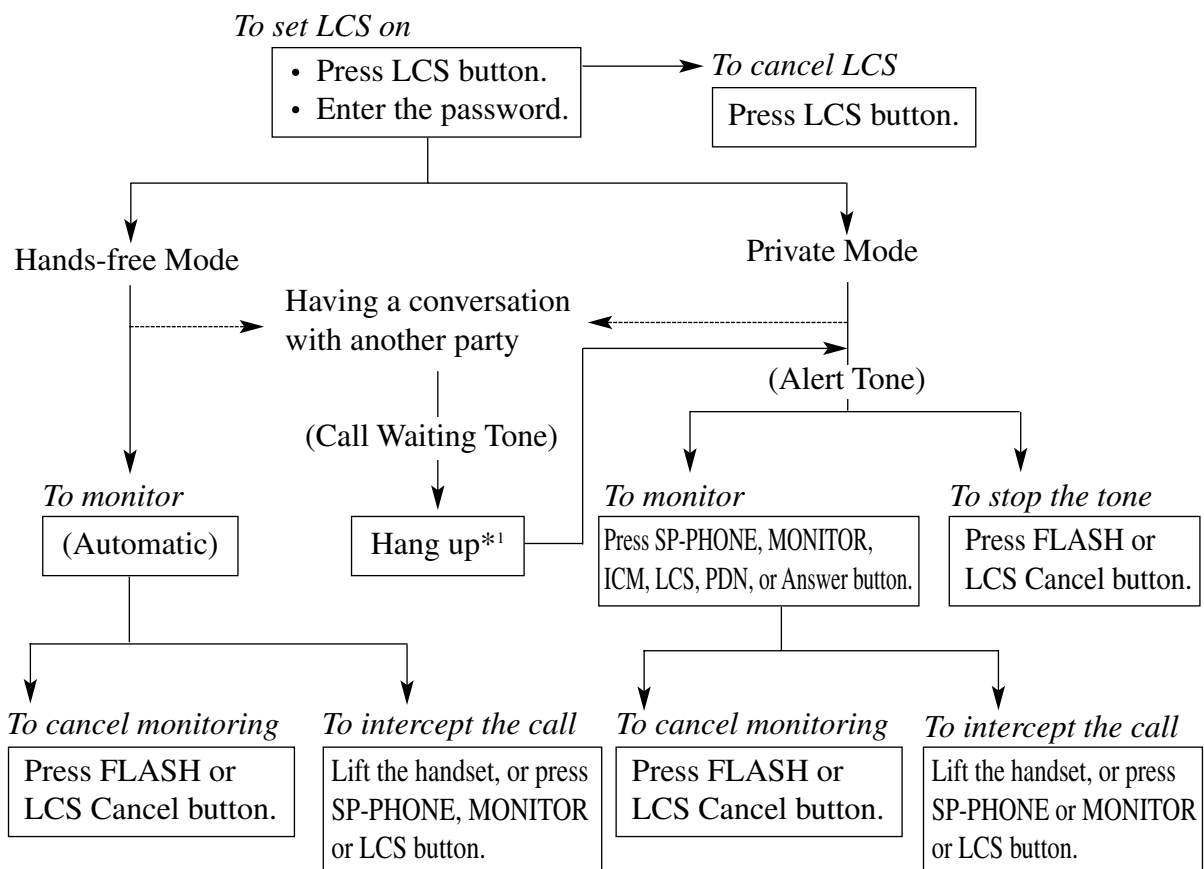 To set LCS on
• Press LCS button.
• Enter the password.
To cancel LCS
Press LCS button.
Hands-free Mode
Private Mode
Having a conversation
with another party
(Alert Tone)
(Call Waiting Tone)
To monitor
(Automatic)
Hang up*¹
To monitor
Press SP-PHONE, MONITOR,
ICM, LCS, PDN, or Answer button.
To stop the tone
Press FLASH or
LCS Cancel button.
To cancel monitoring
Press FLASH or
LCS Cancel button.
To intercept the call
Lift the handset, or press
SP-PHONE, MONITOR
or LCS button.
To cancel monitoring
Press FLASH or
LCS Cancel button.
To intercept the call
Lift the handset, or press
SP-PHONE or MONITOR
or LCS button.